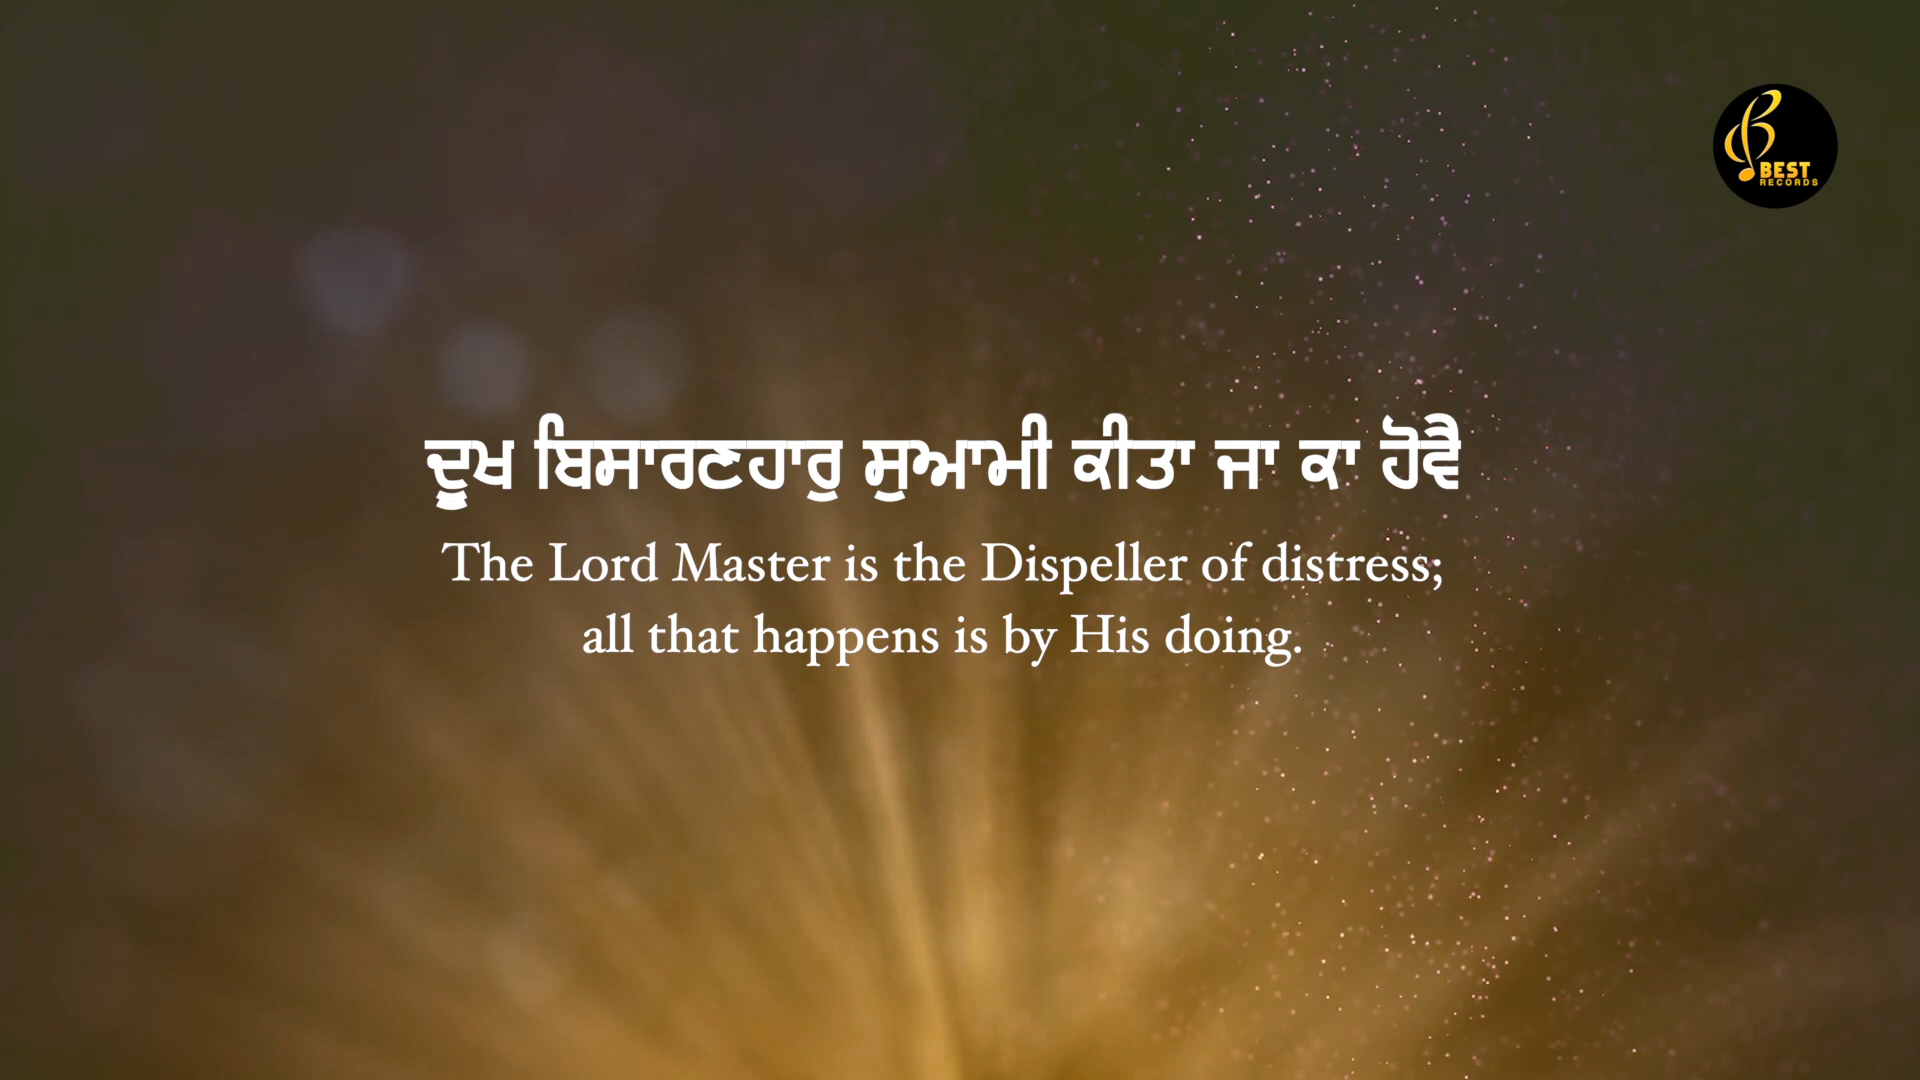 ਦੂਖ ਬਿਸਾਰਣਹਾਰੁ ਸੁਆਮੀ ਕੀਤਾ ਜਾ ਕਾ ਹੋਵੈ
The Lord Master is the Dispeller of distress;
all that happens is by His doing.
BEST
RECORDS